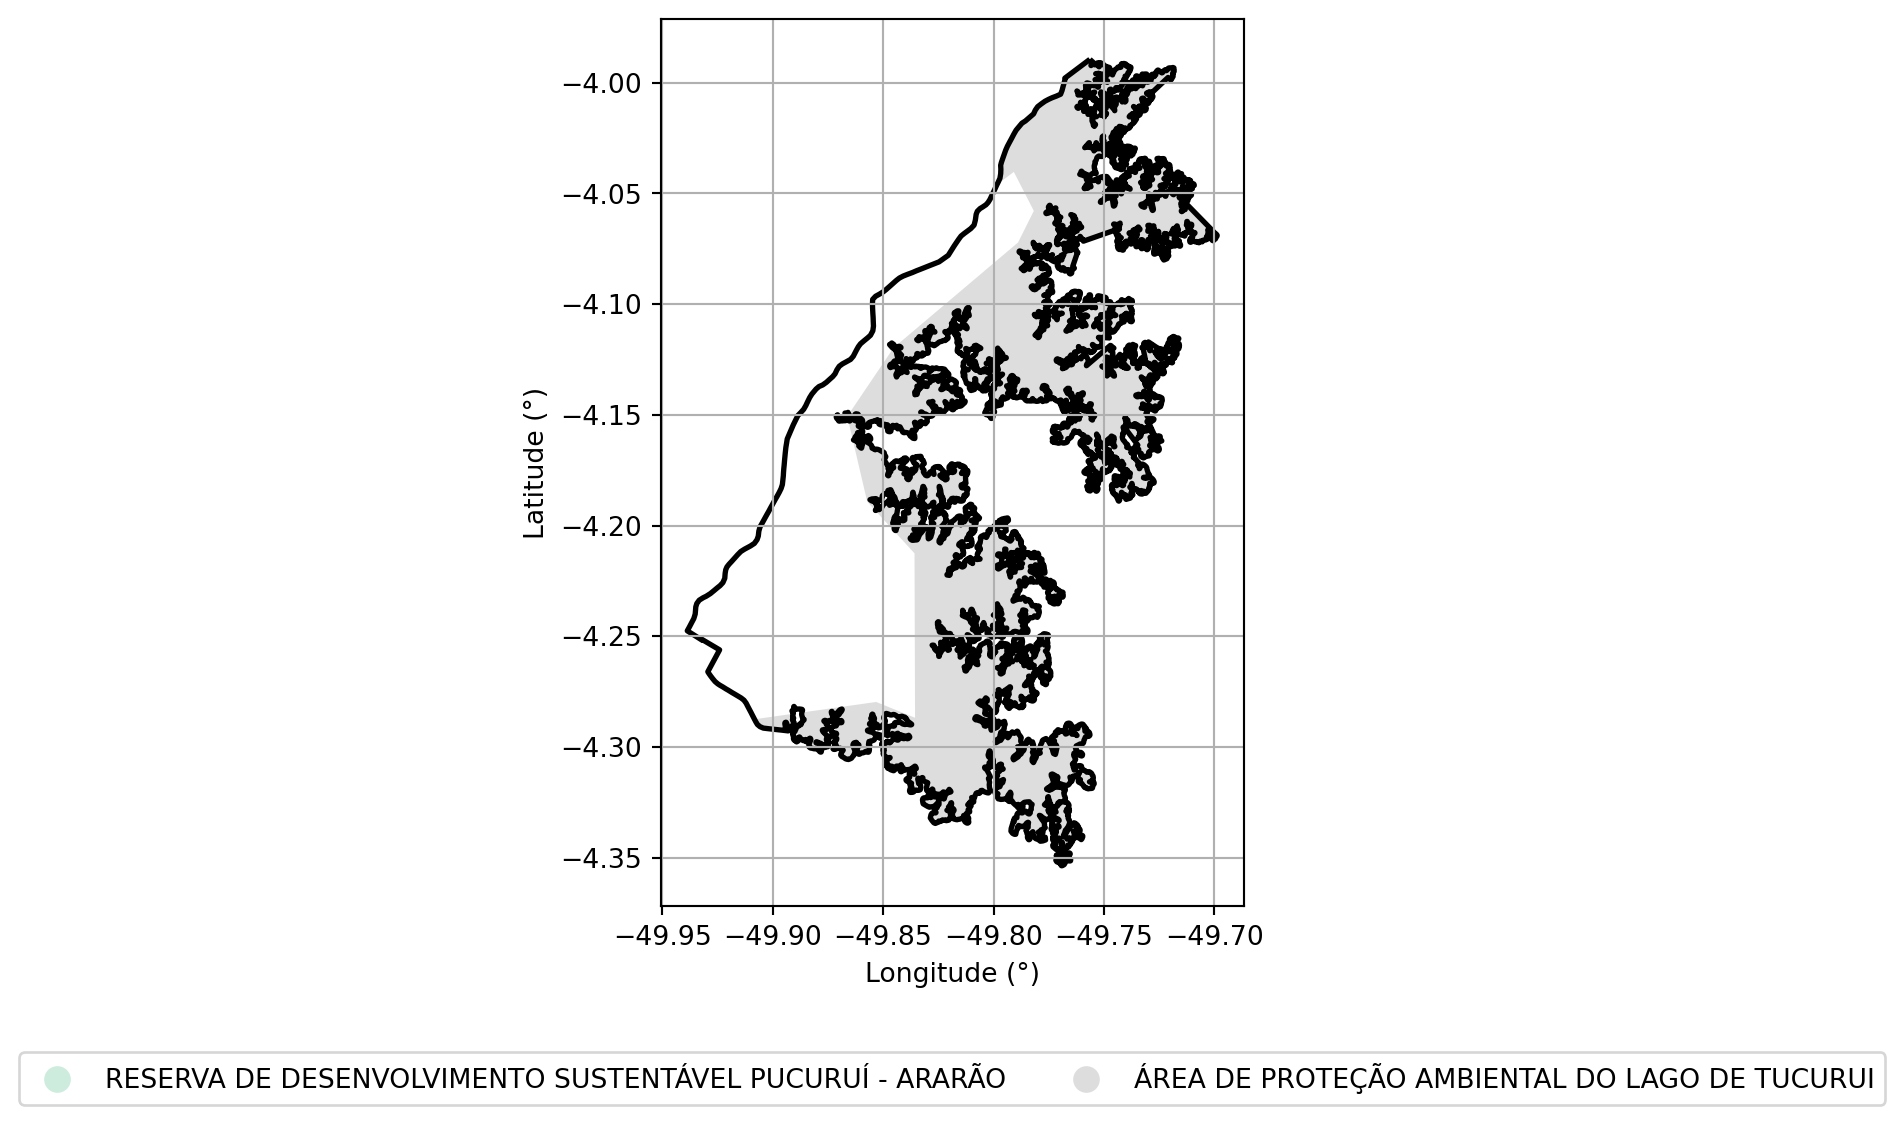 −4.00
−4.05
−4.10
−4.15
−4.20
−4.25
−4.30
−4.35
Latitude (°)
−49.95 −49.90 −49.85 −49.80 −49.75 −49.70
Longitude (°)
RESERVA DE DESENVOLVIMENTO SUSTENTÁVEL PUCURUÍ - ARARÃO ÁREA DE PROTEÇÃO AMBIENTAL DO LAGO DE TUCURUI